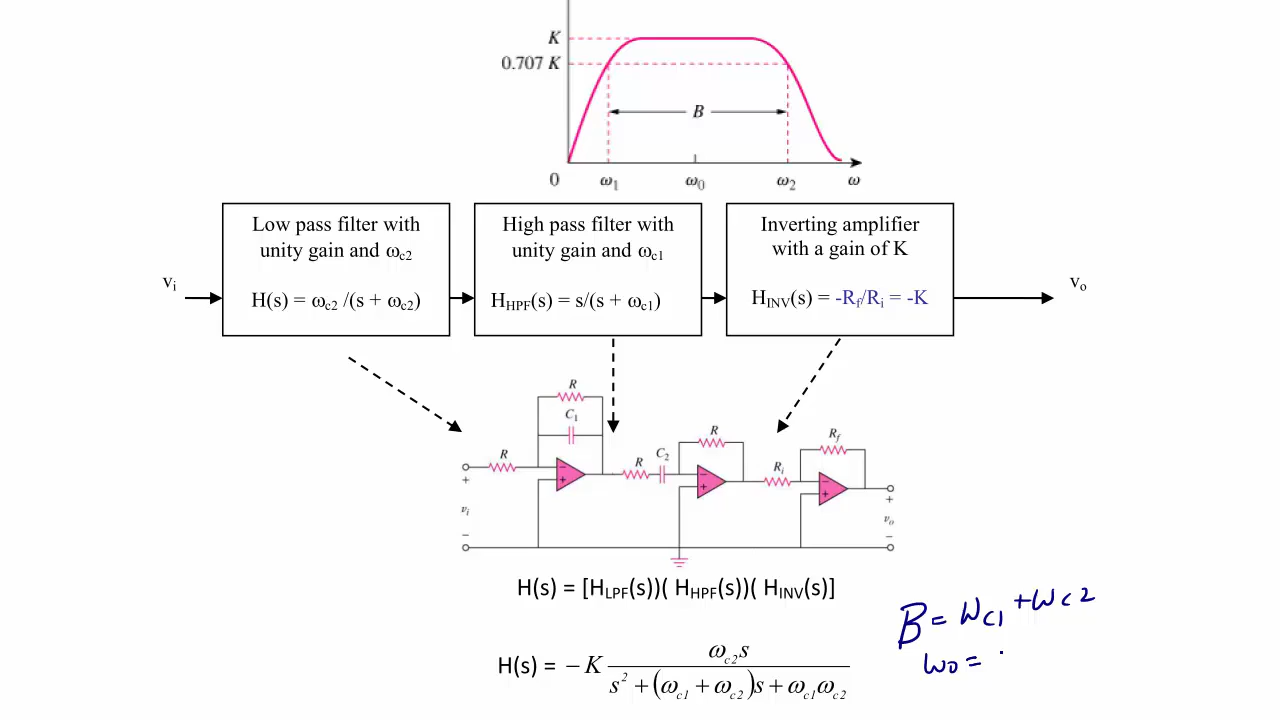 K
0.707 K
B
0 ω1 ω0 ω2 ω
Low pass filter with
unity gain and ωc2
H(s) = ωc2 /(s + ωc2)
High pass filter with
unity gain and ωc1
HHPF(s) = s/(s + ωc1)
Inverting amplifier
with a gain of K
HINV(s) = -Rf/Ri = -K
vi
vo
R
C1
R
+
vi
−
−
+
R
R
C2
−
+
Rf
Ri
−
+
+
vo
−
H(s) = [HLPF(s))( HHPF(s))( HINV(s)]
H(s) = −K ωc2s / s² + (ωc1 + ωc2)s + ωc1ωc2
B = ωc1 + ωc2
ω0 =